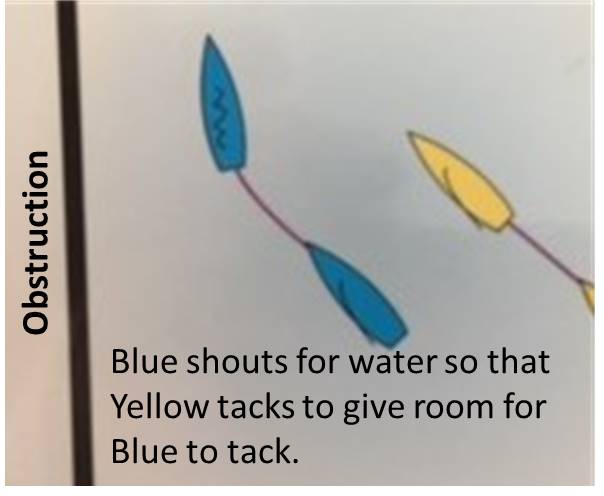 Obstruction
Blue shouts for water so that
Yellow tacks to give room for
Blue to tack.